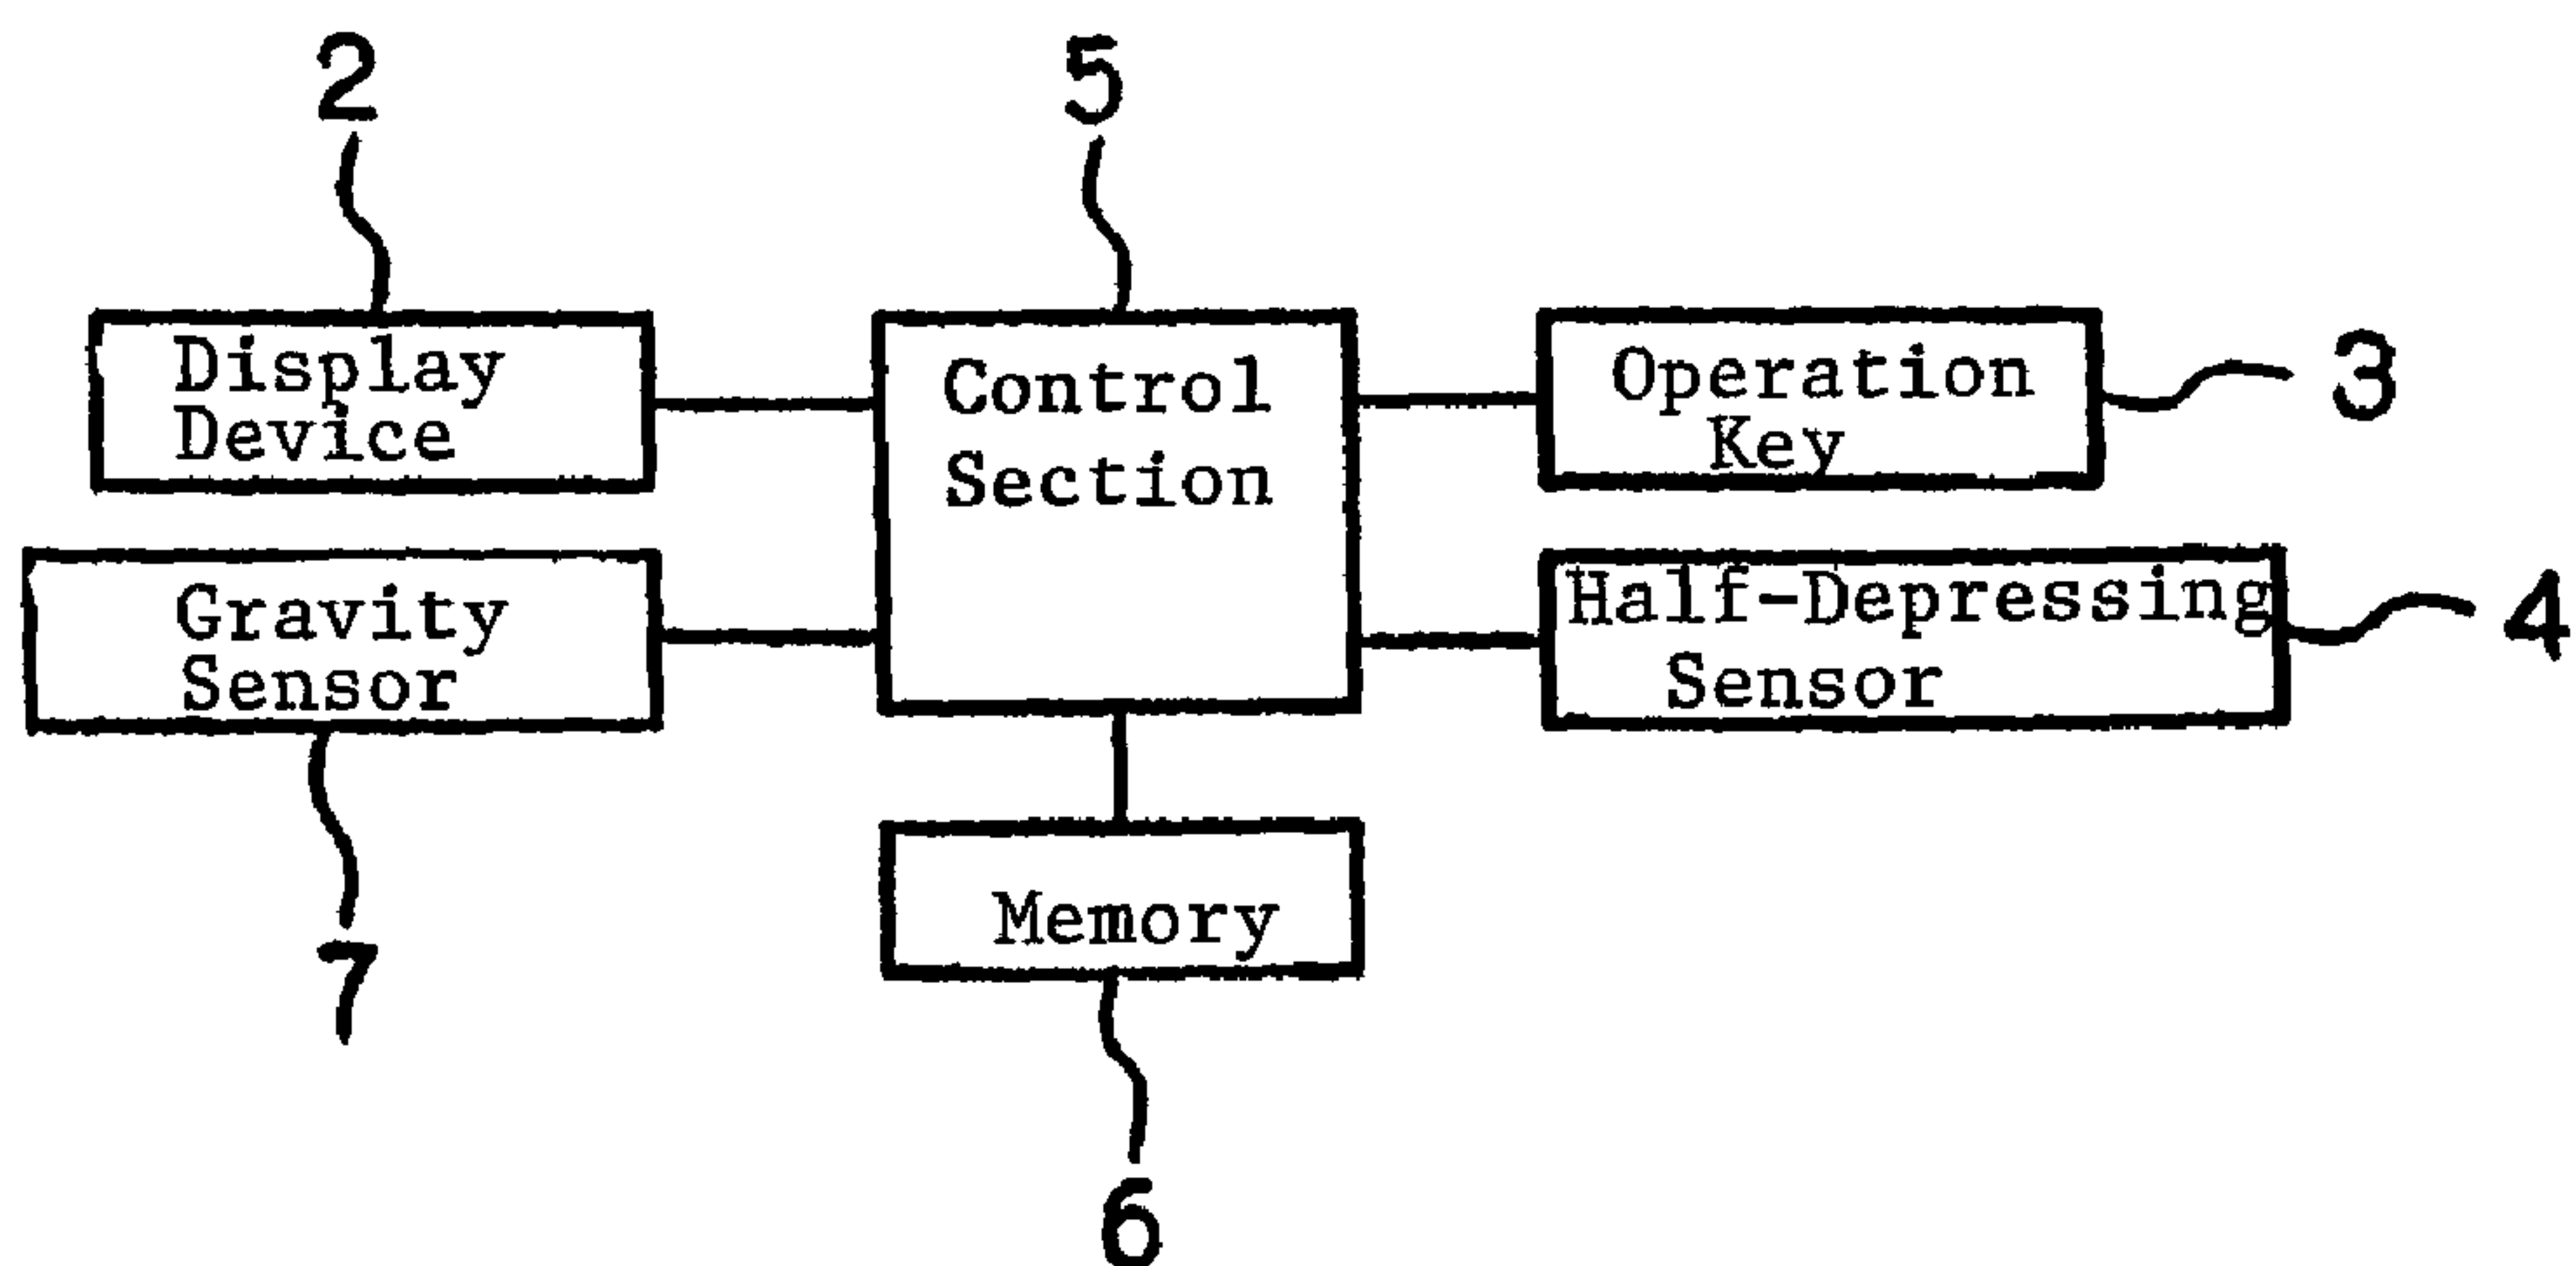 2
5
Display
Device
Control
Section
Operation
Key
3
Gravity
Sensor
Half-Depressing
Sensor
4
7
Memory
6